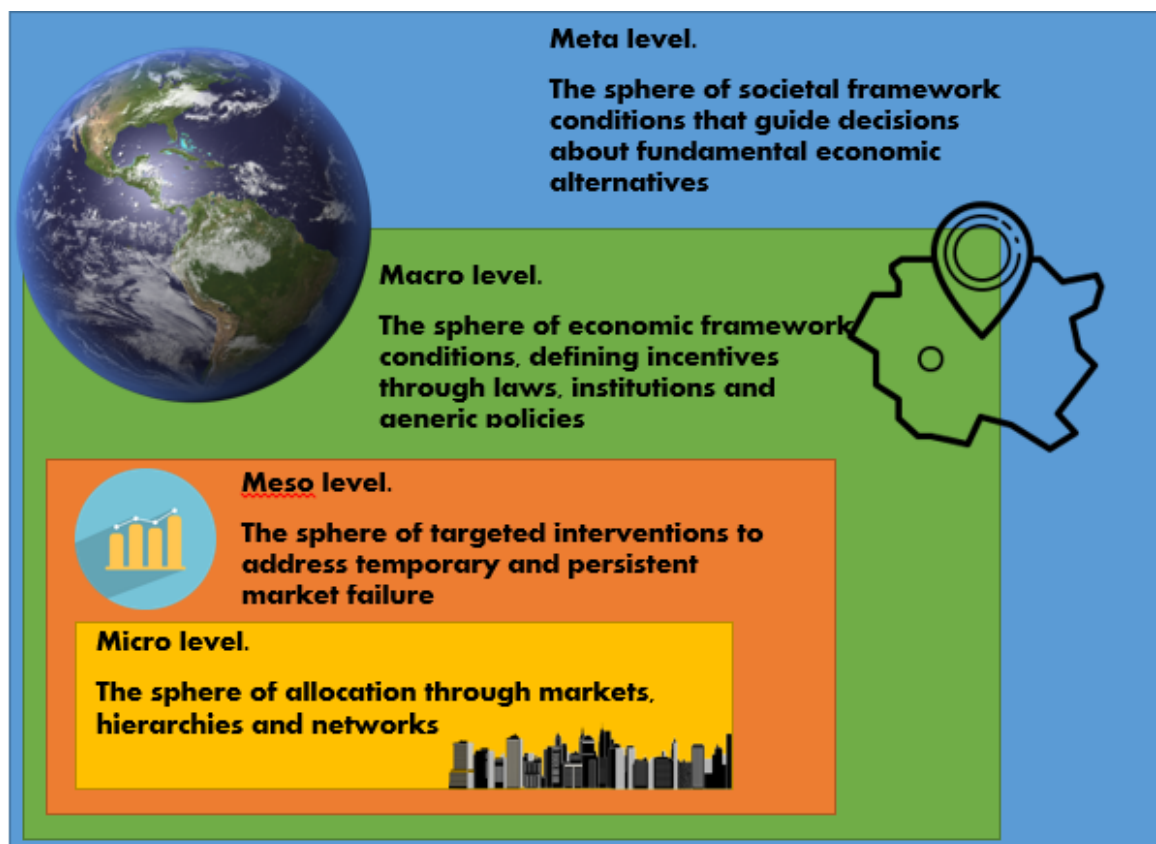 Meta level.
The sphere of societal framework
conditions that guide decisions
about fundamental economic
alternatives
Macro level.
The sphere of economic framework
conditions, defining incentives
through laws, institutions and
generic policies
Meso level.
The sphere of targeted interventions to
address temporary and persistent
market failure
Micro level.
The sphere of allocation through markets,
hierarchies and networks